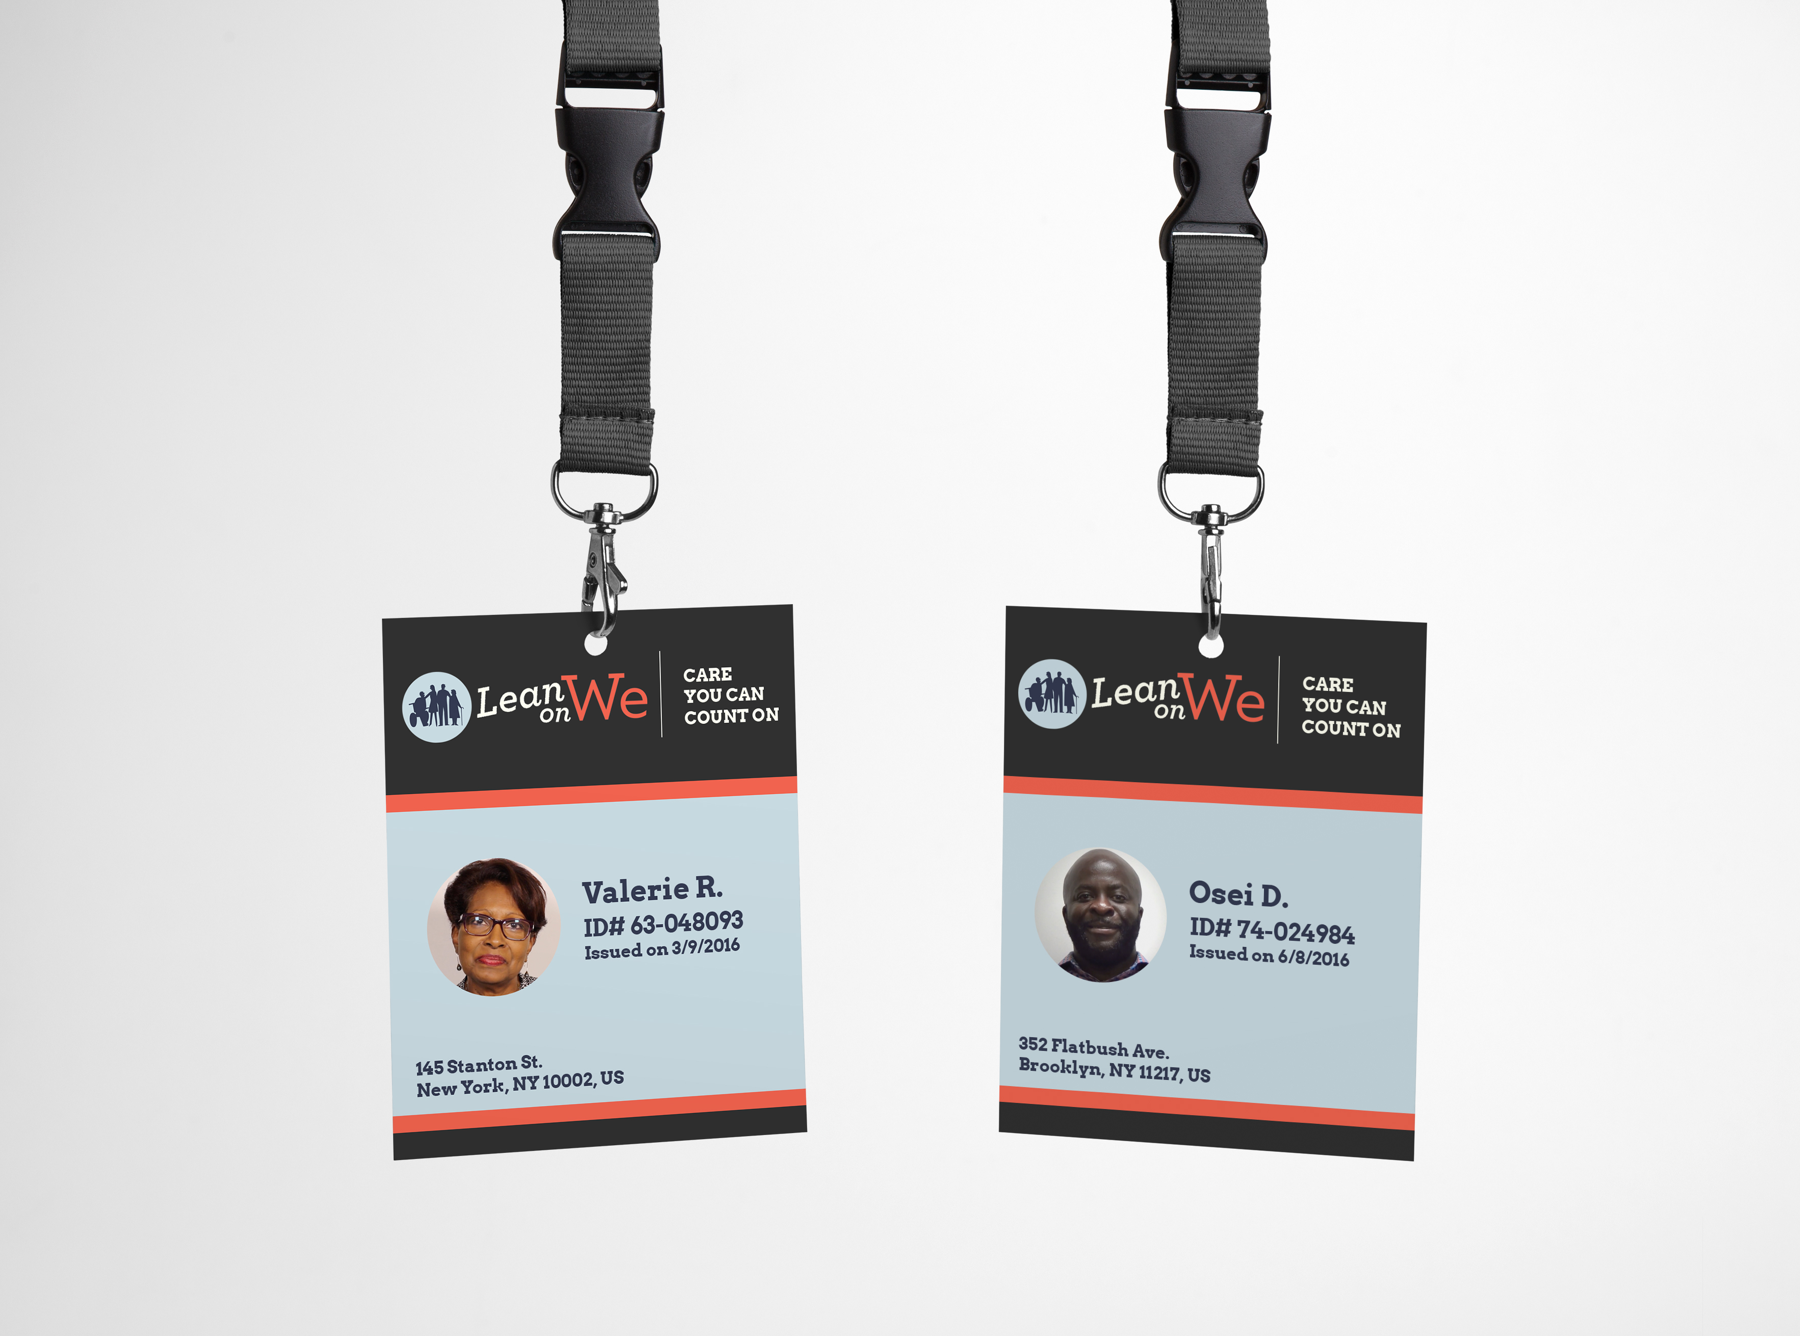 Lean
on We
CARE
YOU CAN
COUNT ON
Valerie R.
ID# 63-048093
Issued on 3/9/2016
145 Stanton St.
New York, NY 10002, US
Lean
on We
CARE
YOU CAN
COUNT ON
Osei D.
ID# 74-024984
Issued on 6/8/2016
352 Flatbush Ave.
Brooklyn, NY 11217, US